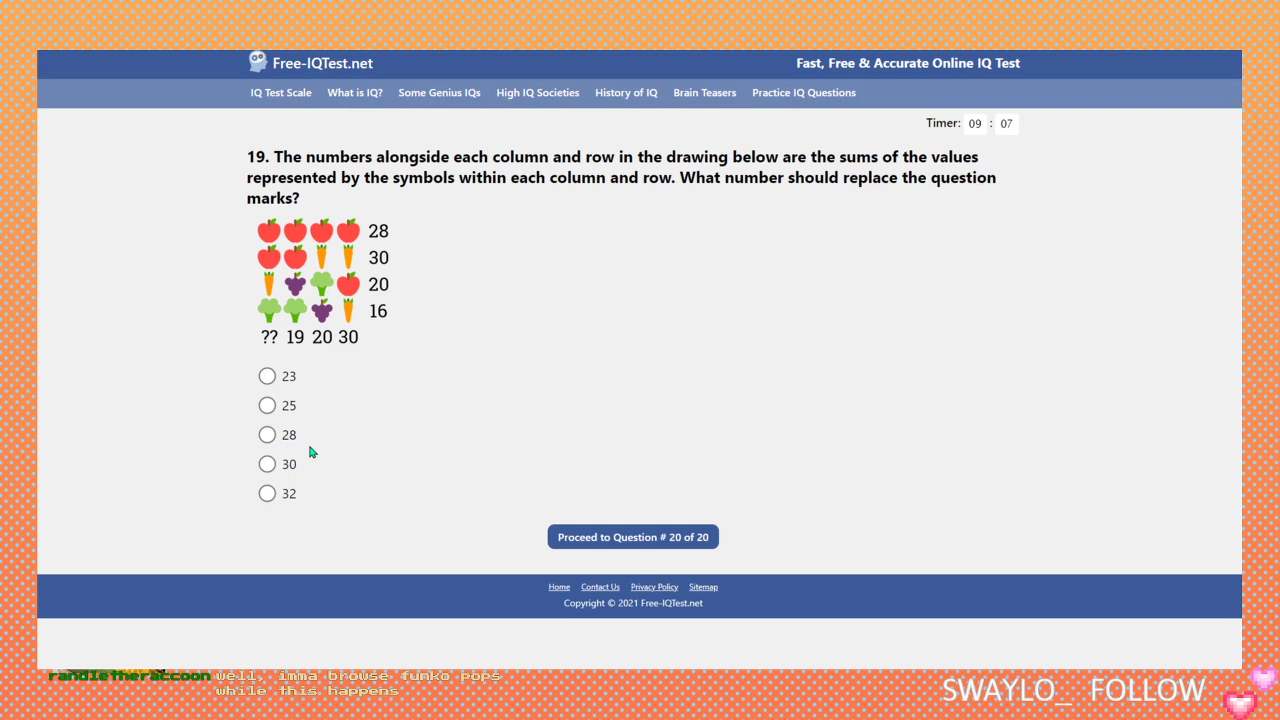 Free-IQTest.net
Fast, Free & Accurate Online IQ Test
IQ Test Scale What is IQ? Some Genius IQs High IQ Societies History of IQ Brain Teasers Practice IQ Questions
Timer: 09 : 07
19. The numbers alongside each column and row in the drawing below are the sums of the values
represented by the symbols within each column and row. What number should replace the question
marks?
28
30
20
16
?? 19 20 30
23
25
28
30
32
Proceed to Question # 20 of 20
Home Contact Us Privacy Policy Sitemap
Copyright © 2021 Free-IQTest.net
randletheraccoon well, imma browse funko pops
while this happens
SWAYLO_ FOLLOW